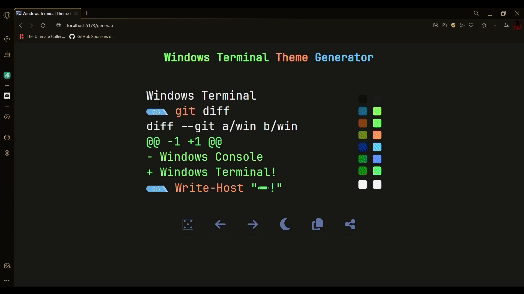 Windows Terminal Theme Generator
Windows Terminal
git diff
diff --git a/win b/win
@@ -1 +1 @@
- Windows Console
+ Windows Terminal!
Write-Host "!"